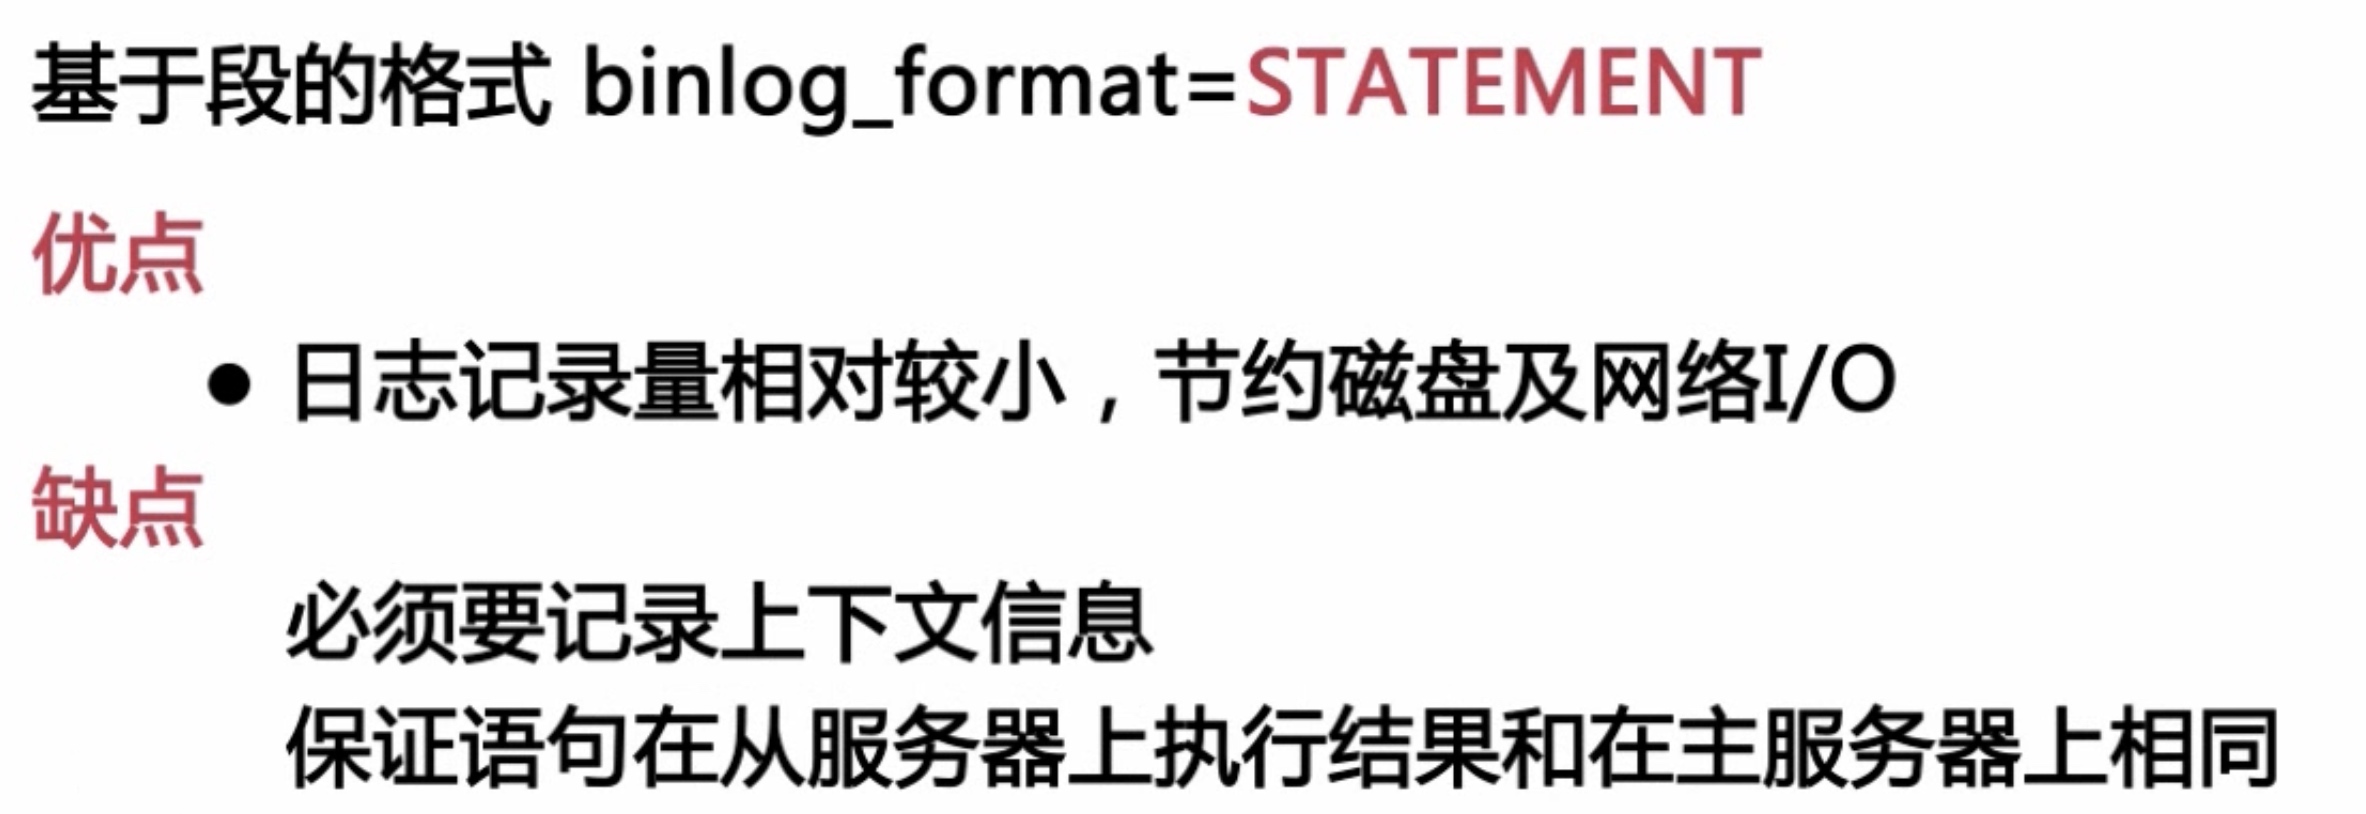 基于段的格式 binlog_format=STATEMENT
优点
● 日志记录量相对较小，节约磁盘及网络I/O
缺点
必须要记录上下文信息
保证语句在从服务器上执行结果和在主服务器上相同